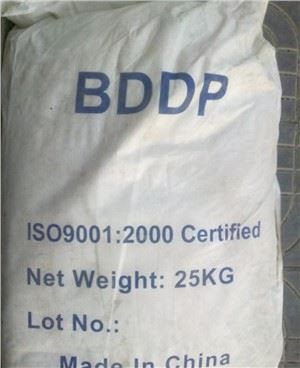 BDDP
ISO9001:2000 Certified
Net Weight: 25KG
Lot No.:
Made In China